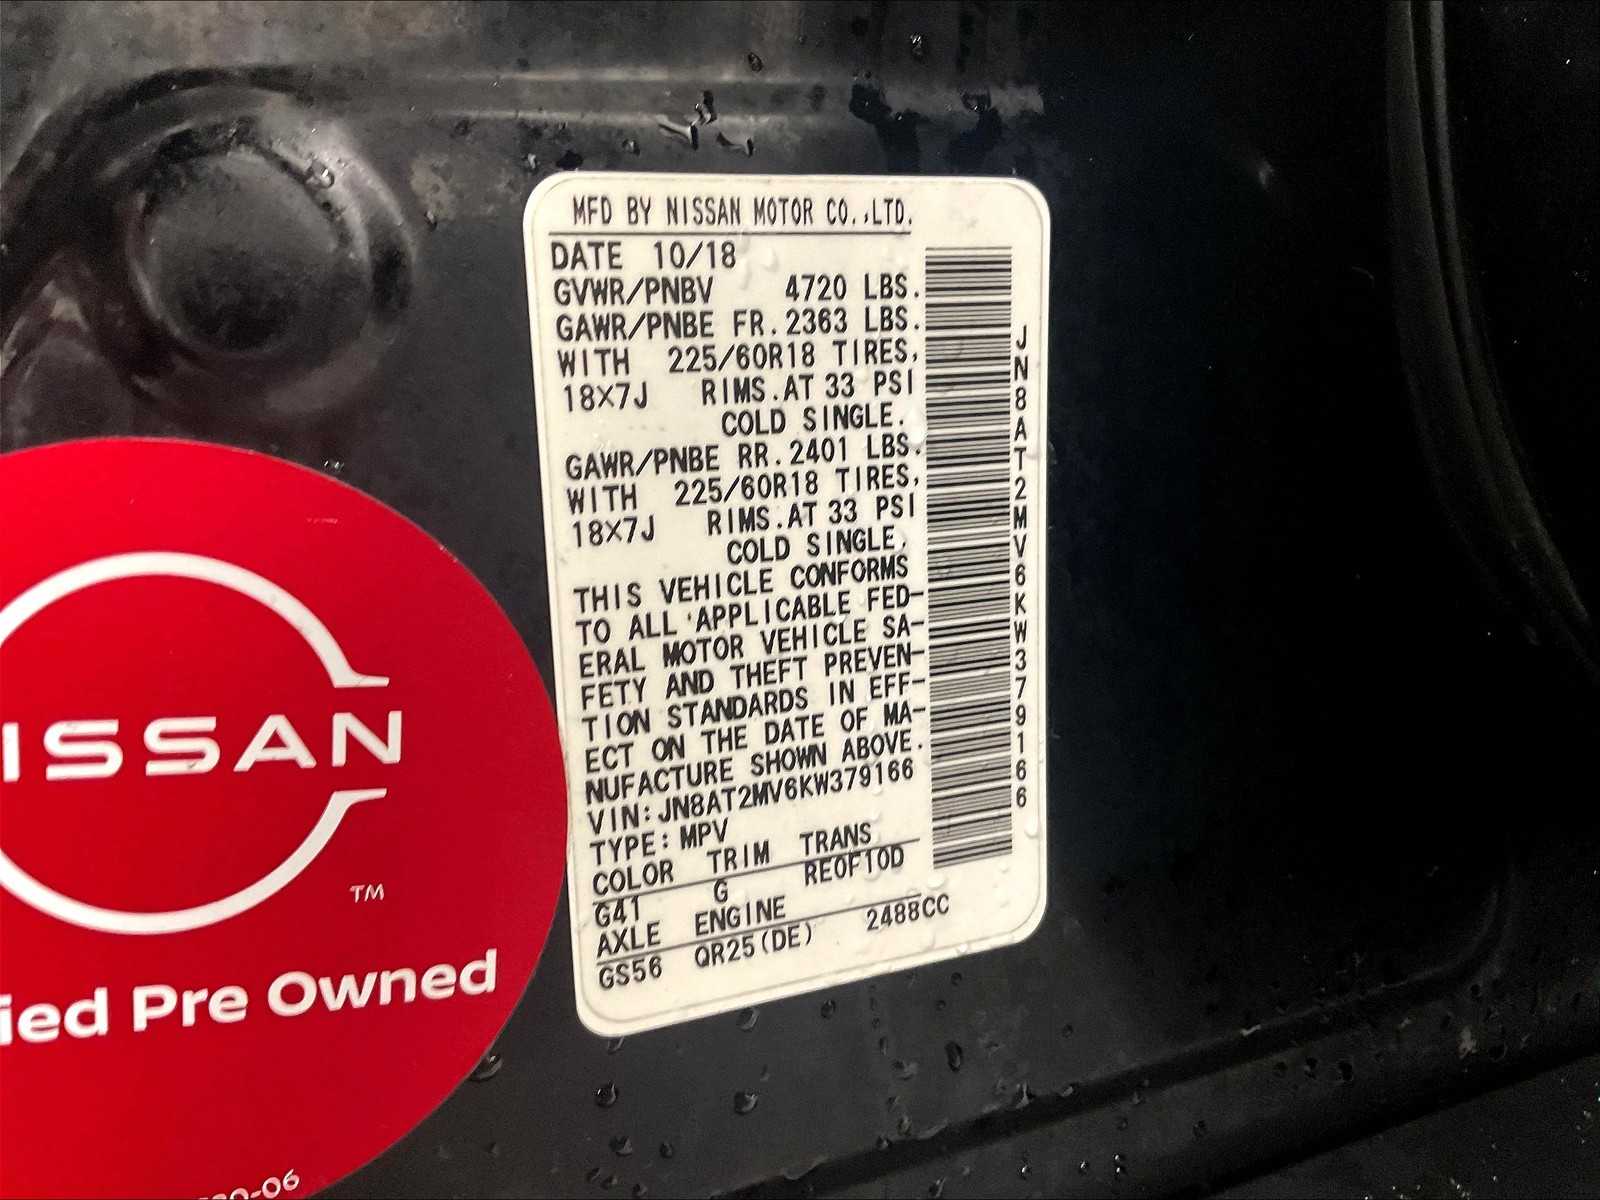 MFD BY NISSAN MOTOR CO.,LTD.
DATE 10/18
GVWR/PNBV 4720 LBS.
GAWR/PNBE FR. 2363 LBS.
WITH 225/60R18 TIRES,
18X7J RIMS. AT 33 PSI
COLD SINGLE.
GAWR/PNBE RR. 2401 LBS.
WITH 225/60R18 TIRES,
18X7J RIMS. AT 33 PSI
COLD SINGLE.
THIS VEHICLE CONFORMS
TO ALL APPLICABLE FED-
ERAL MOTOR VEHICLE SA-
FETY AND THEFT PREVEN-
TION STANDARDS IN EFF-
ECT ON THE DATE OF MA-
NUFACTURE SHOWN ABOVE.
VIN: JN8AT2MV6KW379166
TYPE: MPV
COLOR TRIM TRANS
G41 G RE0F10D
AXLE ENGINE
GS56 QR25(DE) 2488CC
JN8AT2MV6KW379166
ISSAN
TM
ied Pre Owned
0-06